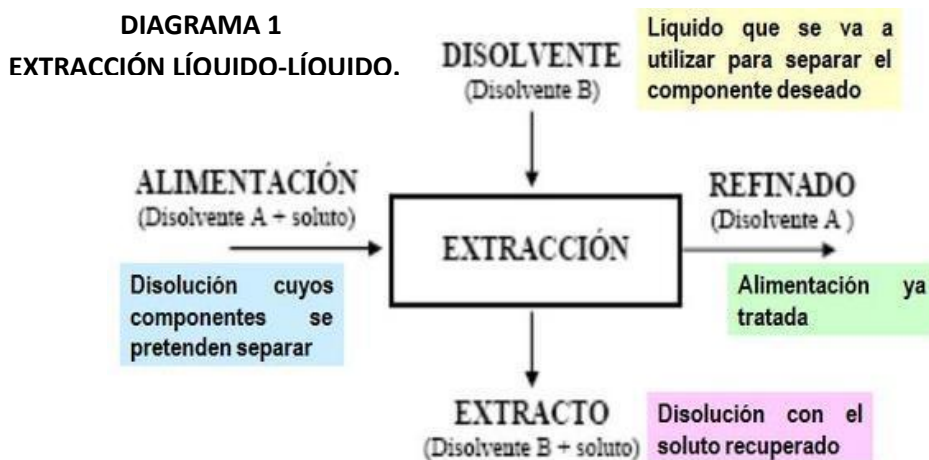 DIAGRAMA 1
EXTRACCIÓN LÍQUIDO-LÍQUIDO.
DISOLVENTE
(Disolvente B)
Líquido que se va a
utilizar para separar el
componente deseado
ALIMENTACIÓN
(Disolvente A + soluto)
REFINADO
(Disolvente A )
EXTRACCIÓN
Disolución cuyos
componentes se
pretenden separar
Alimentación ya
tratada
EXTRACTO
(Disolvente B + soluto)
Disolución con el
soluto recuperado